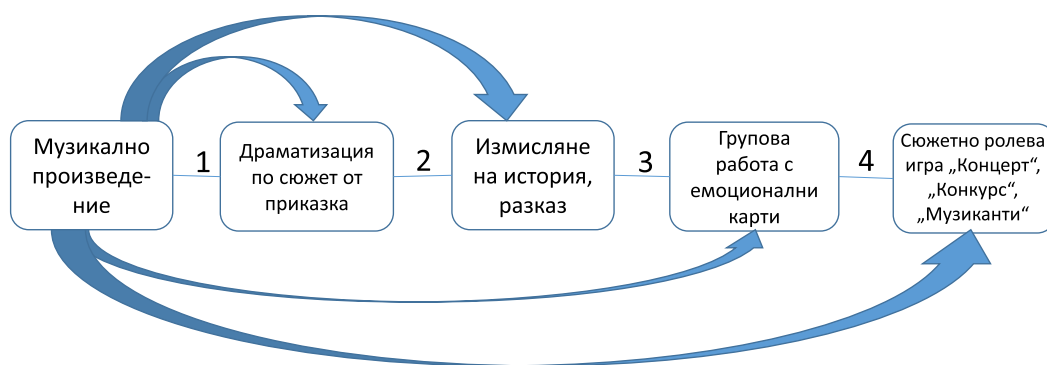 Музикално
произведе-
ние
1
Драматизация
по сюжет от
приказка
2
Измисляне
на история,
разказ
3
Групова
работа с
емоционални
карти
4
Сюжетно ролева
игра „Концерт“,
„Конкурс“,
„Музиканти“